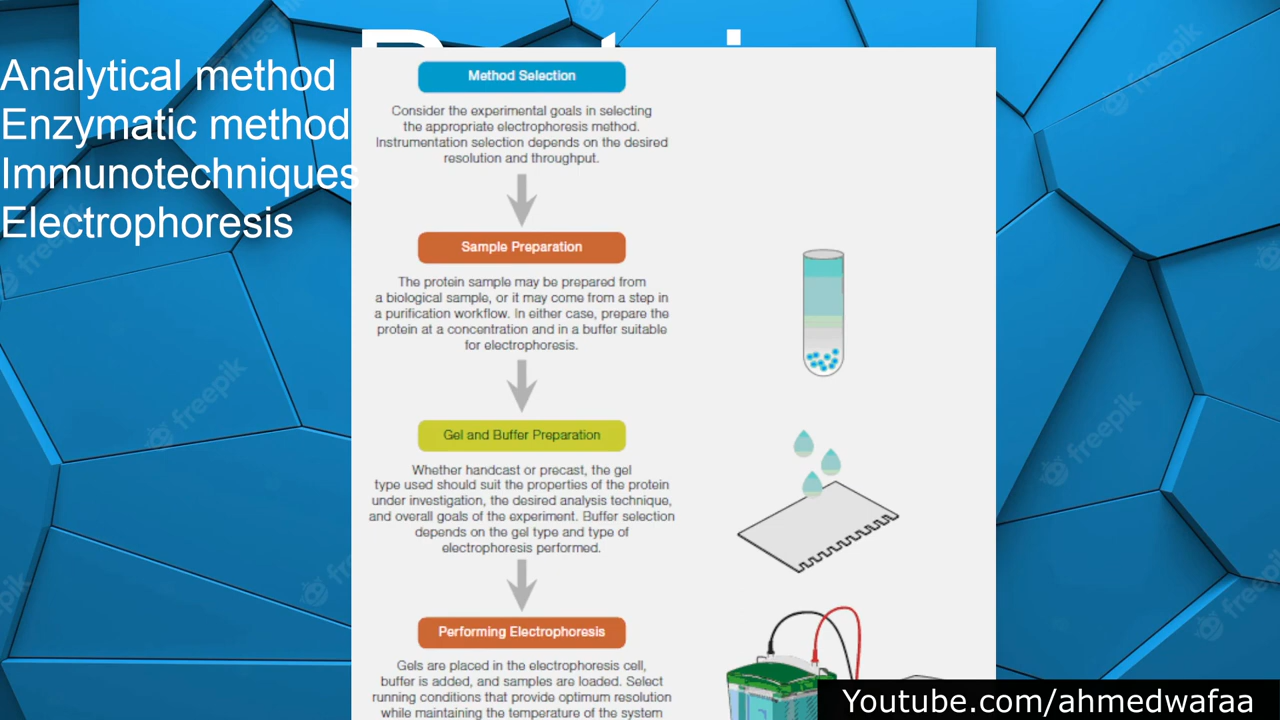 Analytical method
Enzymatic method
Immunotechniques
Electrophoresis
Method Selection
Consider the experimental goals in selecting
the appropriate electrophoresis method.
Instrumentation selection depends on the desired
resolution and throughput.
Sample Preparation
The protein sample may be prepared from
a biological sample, or it may come from a step in
a purification workflow. In either case, prepare the
protein at a concentration and in a buffer suitable
for electrophoresis.
Gel and Buffer Preparation
Whether handcast or precast, the gel
type used should suit the properties of the protein
under investigation, the desired analysis technique,
and overall goals of the experiment. Buffer selection
depends on the gel type and type of
electrophoresis performed.
Performing Electrophoresis
Gels are placed in the electrophoresis cell,
buffer is added, and samples are loaded. Select
running conditions that provide optimum resolution
while maintaining the temperature of the system
Youtube.com/ahmedwafaa
freepik
freepik
freepik
freepik